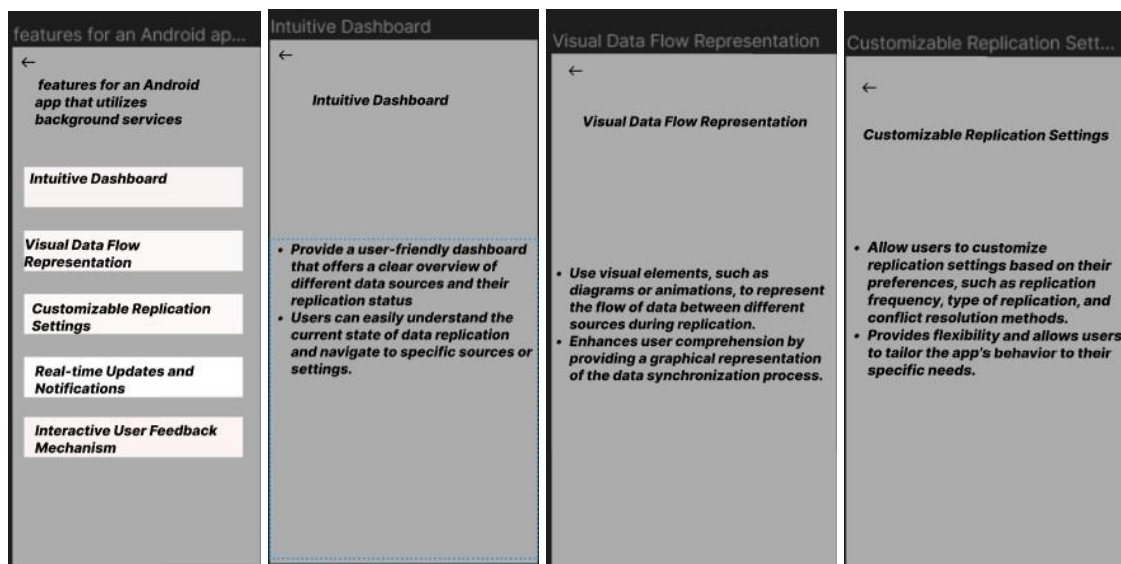 features for an Android ap...
←
features for an Android
app that utilizes
background services
Intuitive Dashboard
Visual Data Flow
Representation
Customizable Replication
Settings
Real-time Updates and
Notifications
Interactive User Feedback
Mechanism
Intuitive Dashboard
←
Intuitive Dashboard
• Provide a user-friendly dashboard
that offers a clear overview of
different data sources and their
replication status
• Users can easily understand the
current state of data replication
and navigate to specific sources or
settings.
Visual Data Flow Representation
←
Visual Data Flow Representation
• Use visual elements, such as
diagrams or animations, to represent
the flow of data between different
sources during replication.
• Enhances user comprehension by
providing a graphical representation
of the data synchronization process.
Customizable Replication Sett...
←
Customizable Replication Settings
• Allow users to customize
replication settings based on their
preferences, such as replication
frequency, type of replication, and
conflict resolution methods.
• Provides flexibility and allows users
to tailor the app's behavior to their
specific needs.